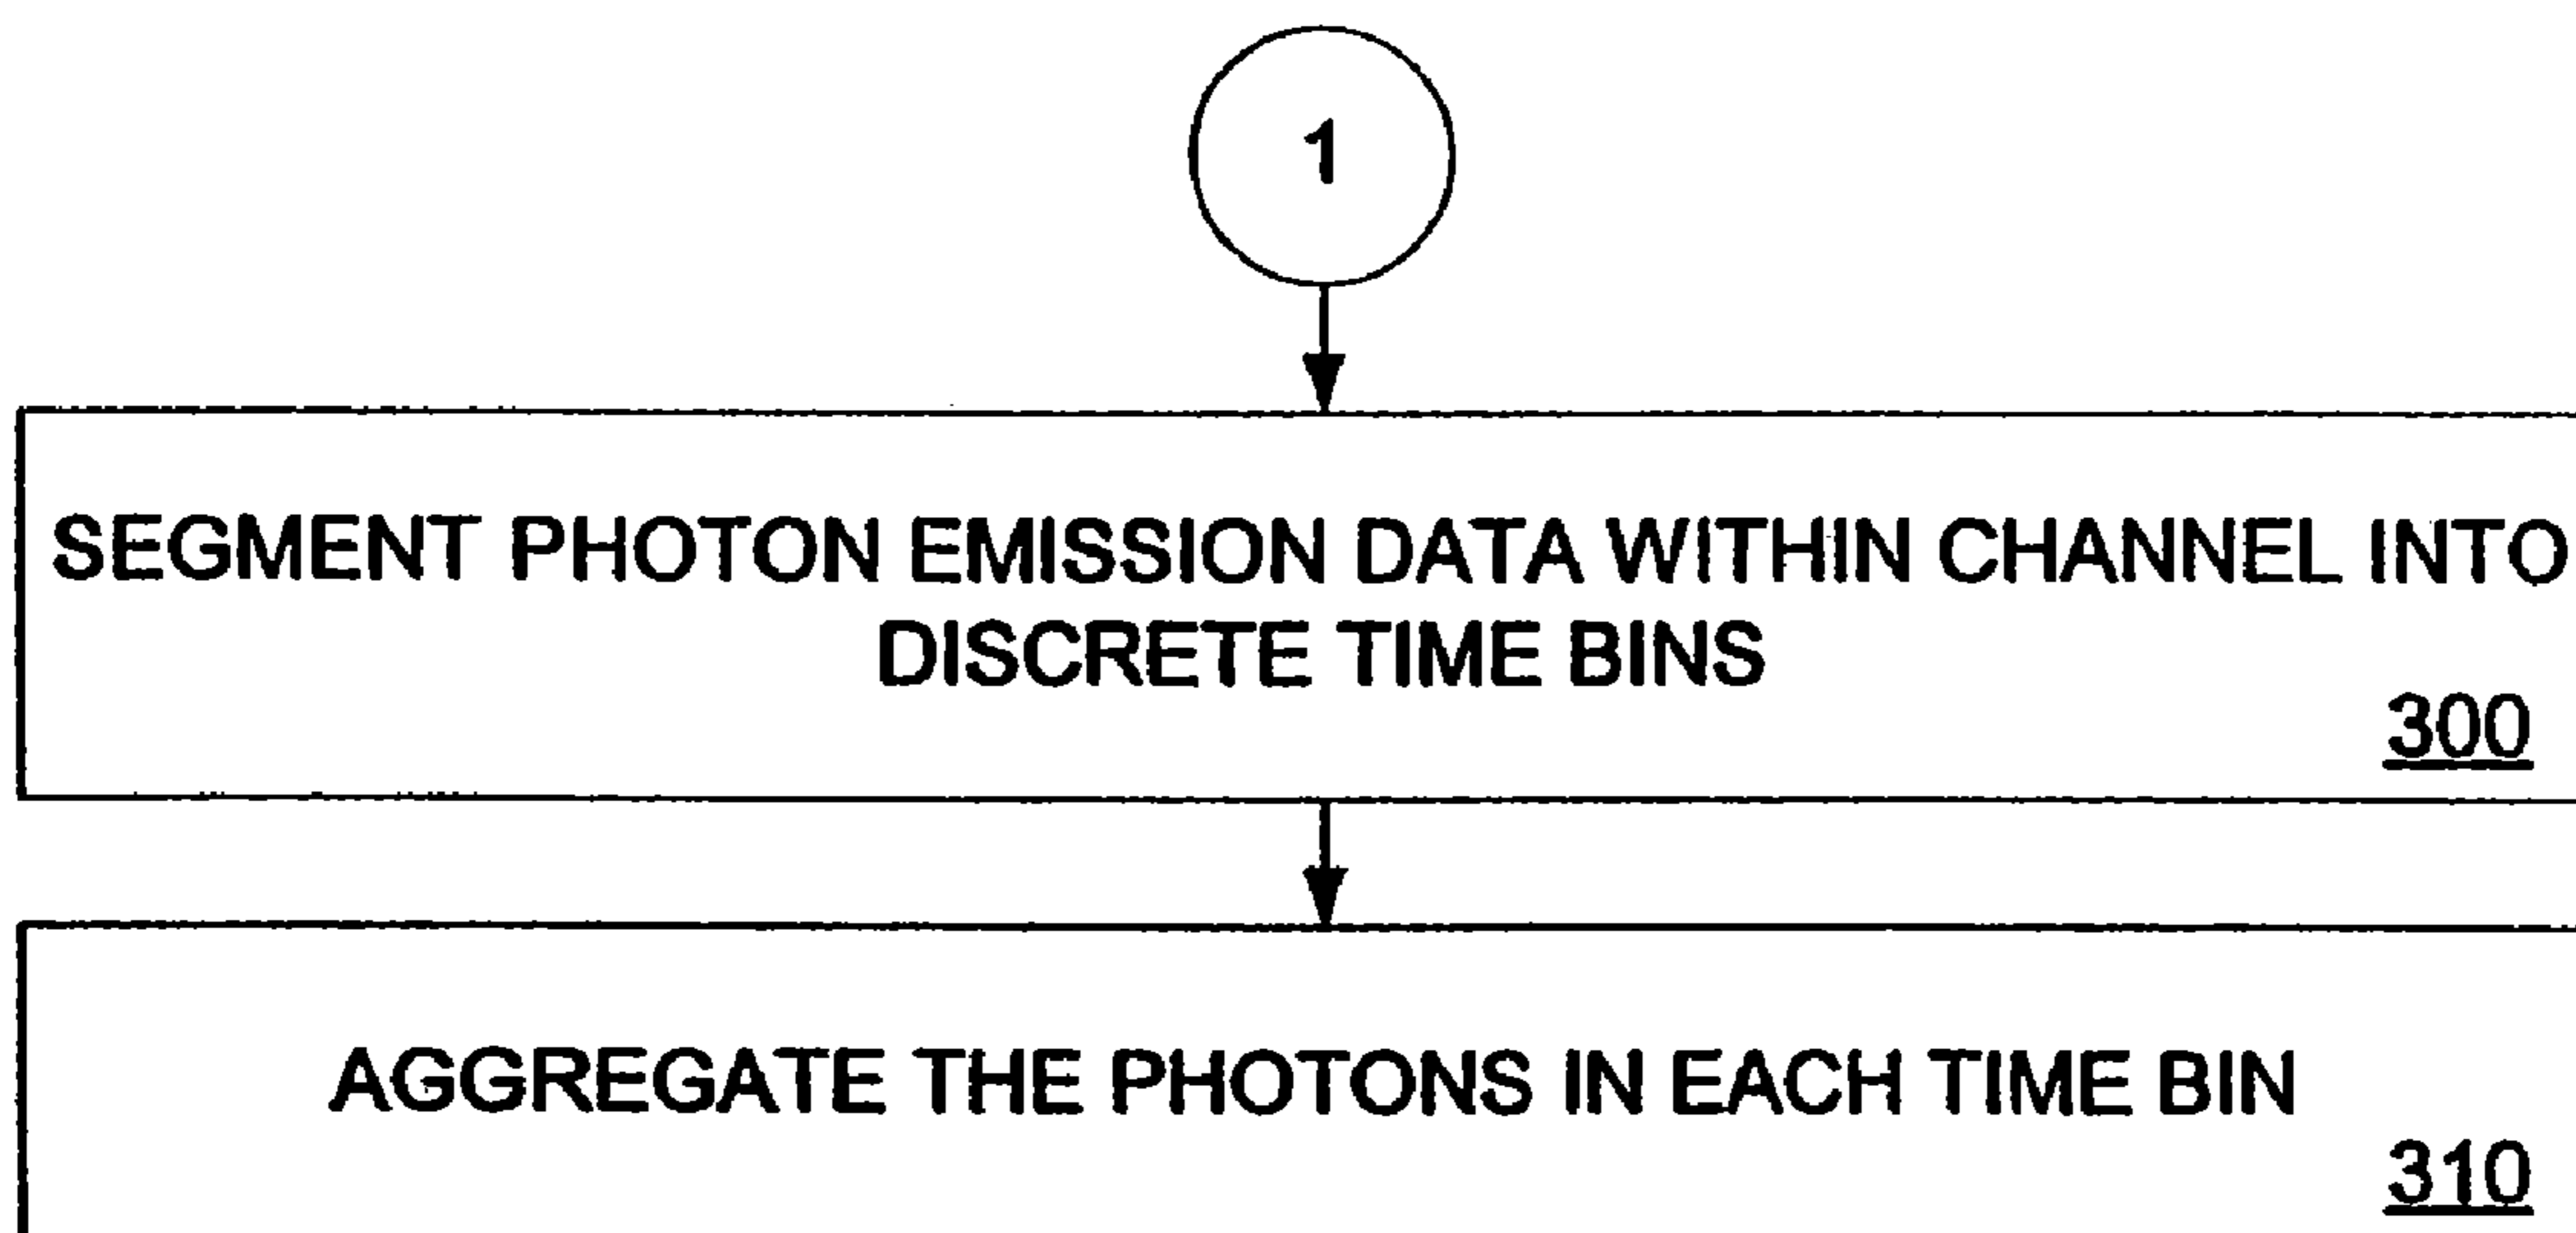 1
SEGMENT PHOTON EMISSION DATA WITHIN CHANNEL INTO
DISCRETE TIME BINS
300
AGGREGATE THE PHOTONS IN EACH TIME BIN
310